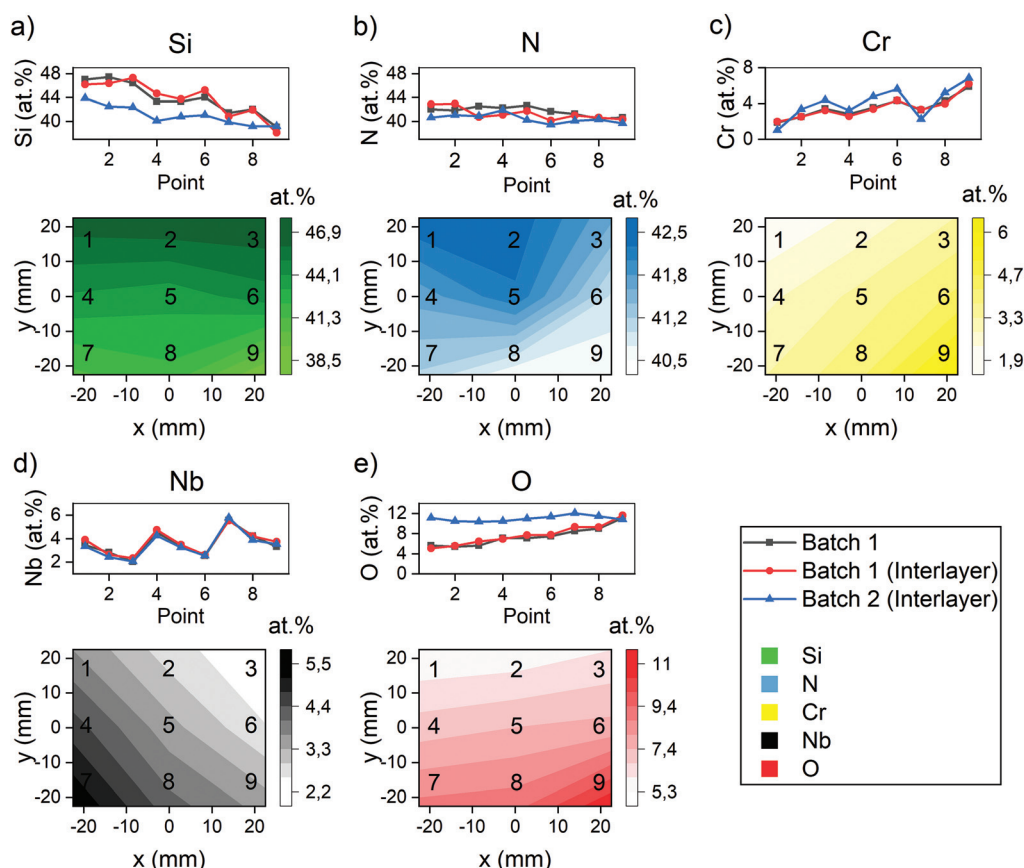 a)
Si
Si (at.%)
48
44
40
2
4
6
8
Point
at.%
y (mm)
20
10
0
-10
-20
1
2
3
4
5
6
7
8
9
46,9
44,1
41,3
38,5
-20 -10 0 10 20
x (mm)
b)
N
N (at.%)
48
44
40
2
4
6
8
Point
at.%
y (mm)
20
10
0
-10
-20
1
2
3
4
5
6
7
8
9
42,5
41,8
41,2
40,5
-20 -10 0 10 20
x (mm)
c)
Cr
Cr (at.%)
8
4
0
2
4
6
8
Point
at.%
y (mm)
20
10
0
-10
-20
1
2
3
4
5
6
7
8
9
6
4,7
3,3
1,9
-20 -10 0 10 20
x (mm)
d)
Nb
Nb (at.%)
6
4
2
2
4
6
8
Point
at.%
y (mm)
20
10
0
-10
-20
1
2
3
4
5
6
7
8
9
5,5
4,4
3,3
2,2
-20 -10 0 10 20
x (mm)
e)
O
O (at.%)
12
8
4
0
2
4
6
8
Point
at.%
y (mm)
20
10
0
-10
-20
1
2
3
4
5
6
7
8
9
11
9,4
7,4
5,3
-20 -10 0 10 20
x (mm)
Batch 1
Batch 1 (Interlayer)
Batch 2 (Interlayer)
Si
N
Cr
Nb
O